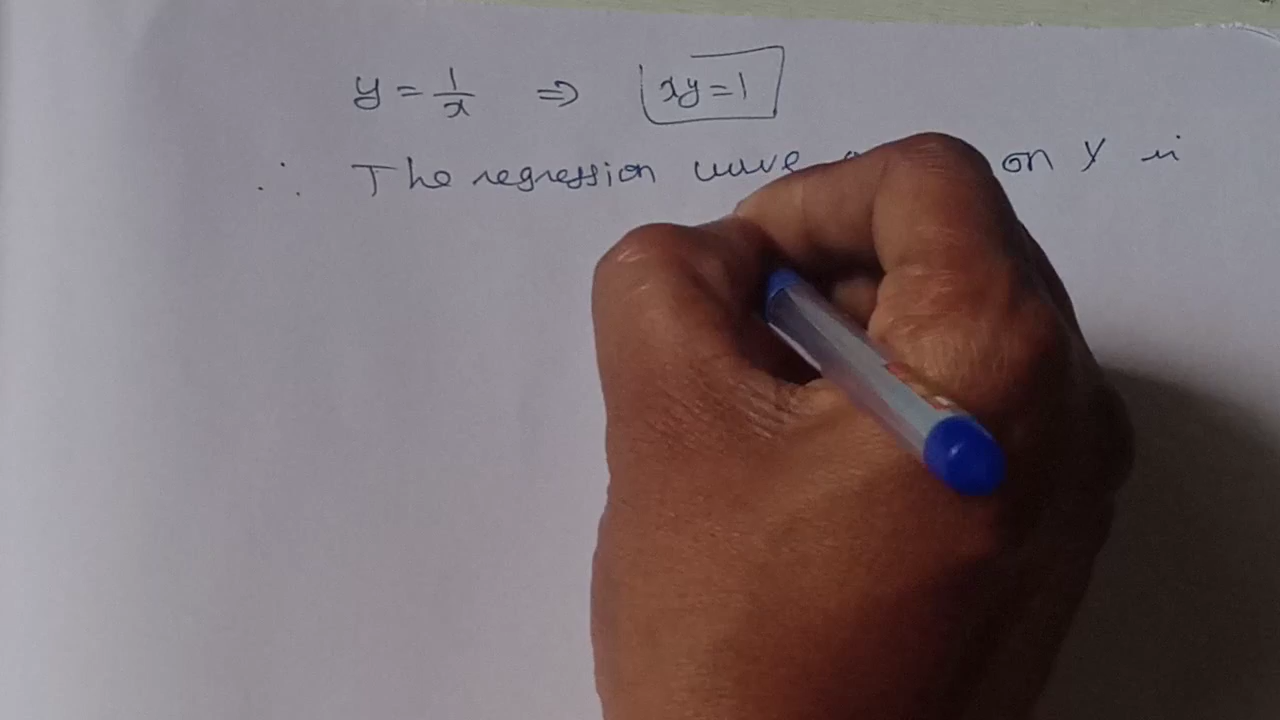 y = 1/x ⇒ xy = 1
∴ The regression curve on y is